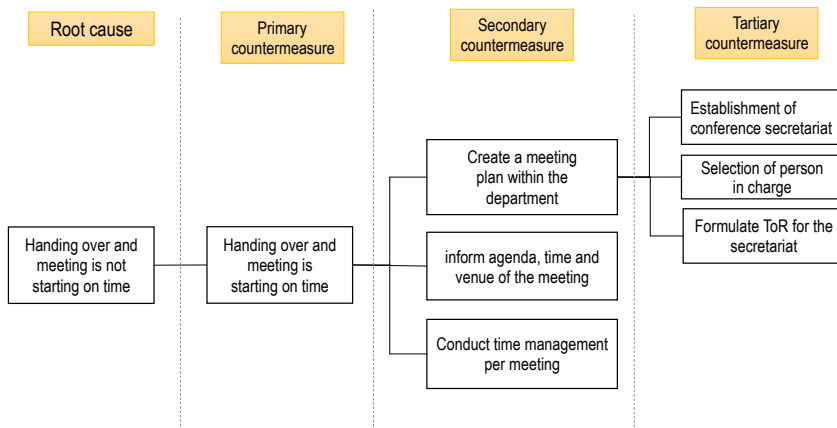 Root cause
Primary
countermeasure
Secondary
countermeasure
Tartiary
countermeasure
Handing over and
meeting is not
starting on time
Handing over and
meeting is
starting on time
Create a meeting
plan within the
department
inform agenda, time and
venue of the meeting
Conduct time management
per meeting
Establishment of
conference secretariat
Selection of person
in charge
Formulate ToR for the
secretariat